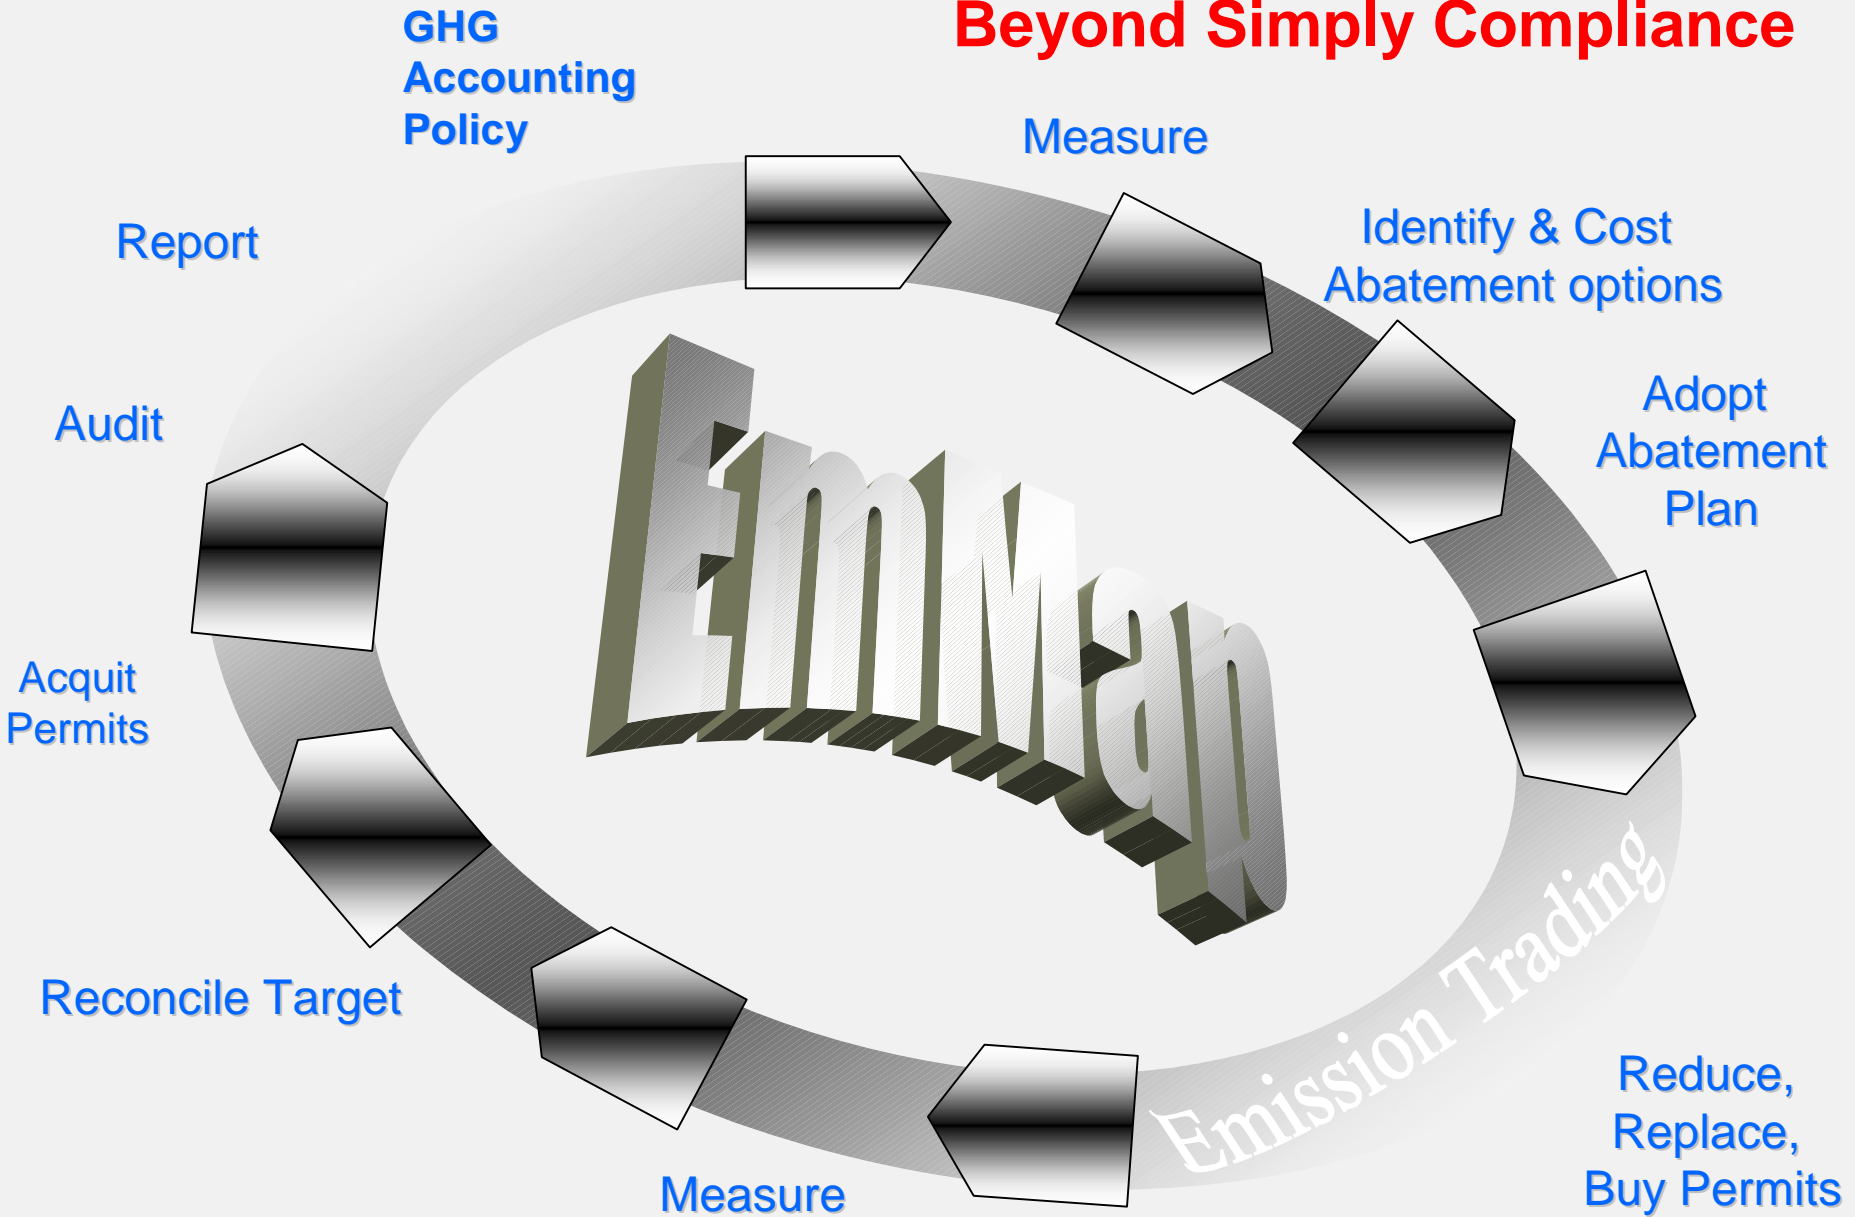 Beyond Simply Compliance
GHG
Accounting
Policy
Measure
Identify & Cost
Abatement options
Adopt
Abatement
Plan
Reduce,
Replace,
Buy Permits
Emission Trading
Measure
Reconcile Target
Acquit
Permits
Audit
Report
EmMan